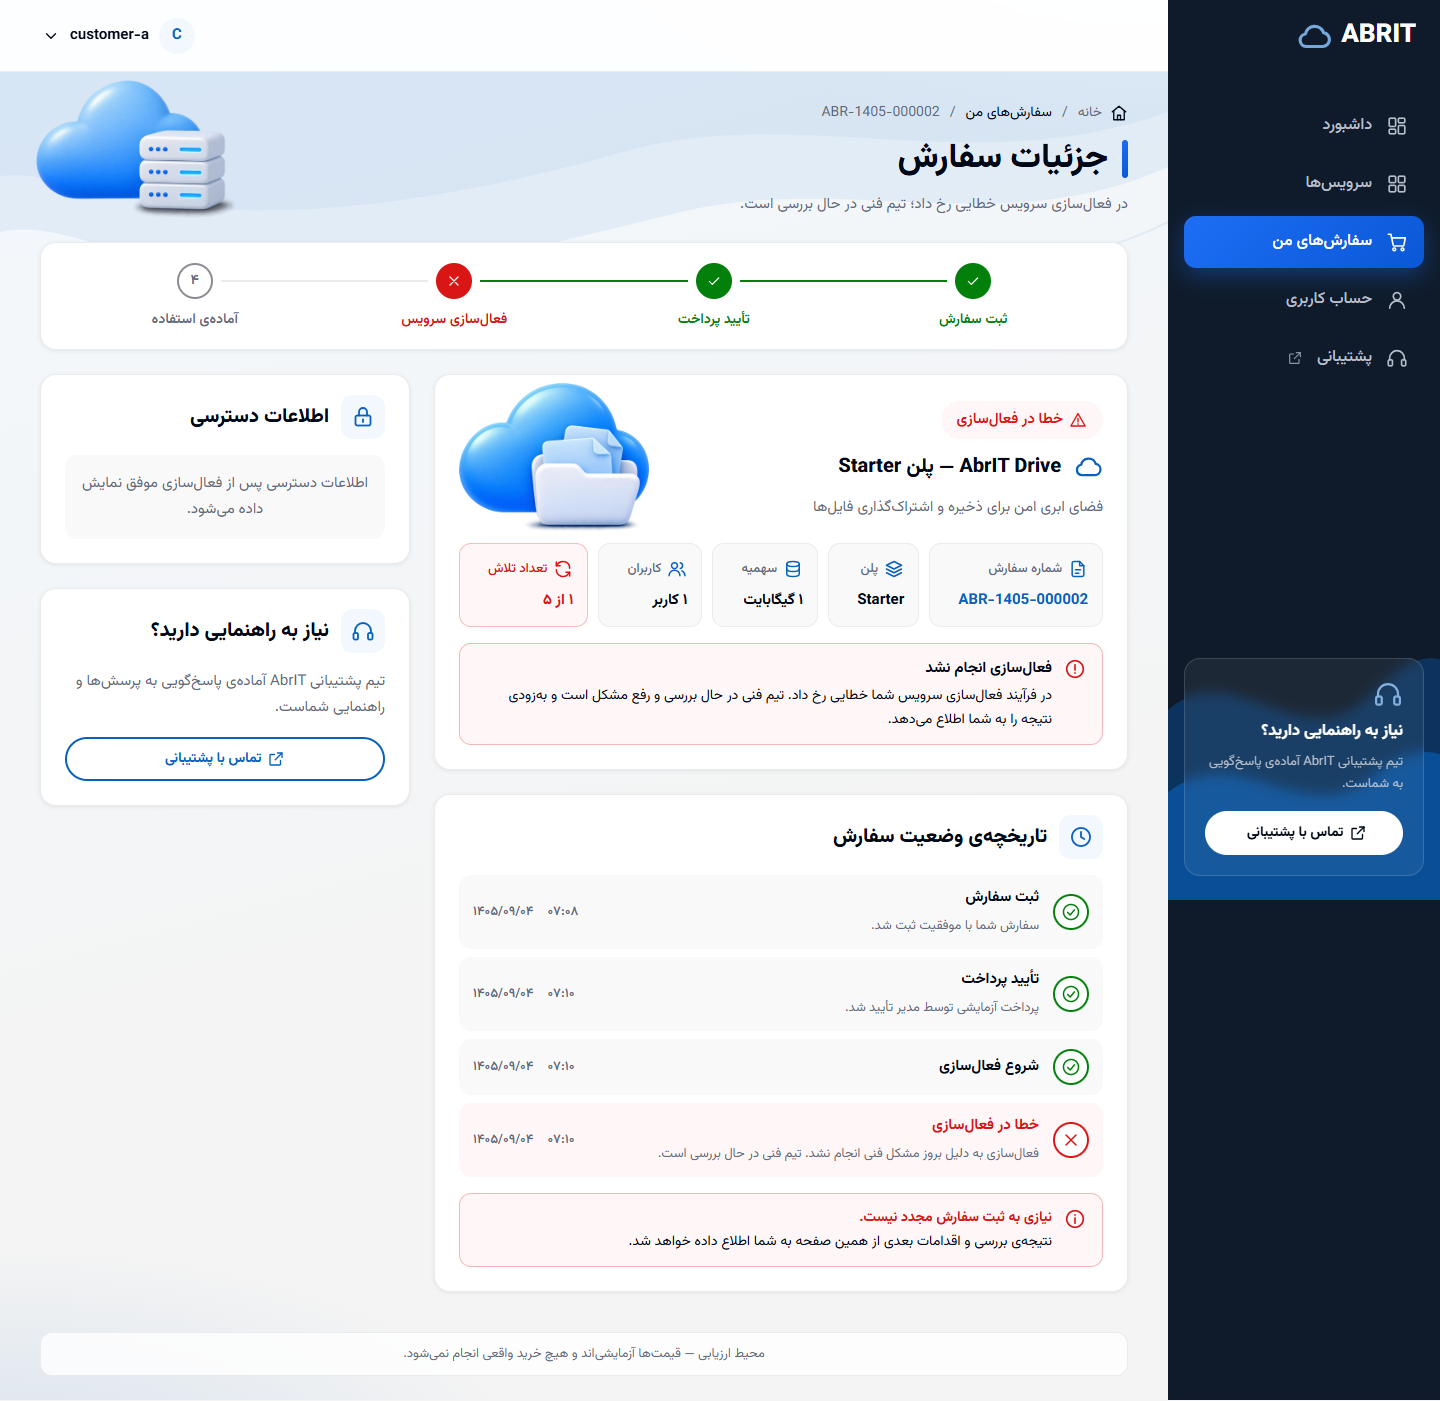 ABRIT
داشبورد
سرویس‌ها
سفارش‌های من
حساب کاربری
پشتیبانی
نیاز به راهنمایی دارید؟
تیم پشتیبانی AbrIT آماده‌ی پاسخ‌گویی
به شماست.
تماس با پشتیبانی
C customer-a
خانه / سفارش‌های من / ABR-1405-000002
جزئیات سفارش
در فعال‌سازی سرویس خطایی رخ داد؛ تیم فنی در حال بررسی است.
ثبت سفارش
تأیید پرداخت
فعال‌سازی سرویس
۴
آماده‌ی استفاده
خطا در فعال‌سازی
AbrIT Drive — پلن Starter
فضای ابری امن برای ذخیره و اشتراک‌گذاری فایل‌ها
شماره سفارش
ABR-1405-000002
پلن
Starter
سهمیه
۱ گیگابایت
کاربران
۱ کاربر
تعداد تلاش
۱ از ۵
فعال‌سازی انجام نشد
در فرآیند فعال‌سازی سرویس شما خطایی رخ داد. تیم فنی در حال بررسی و رفع مشکل است و به‌زودی
نتیجه را به شما اطلاع می‌دهد.
تاریخچه‌ی وضعیت سفارش
ثبت سفارش
سفارش شما با موفقیت ثبت شد.
۱۴۰۵/۰۹/۰۴ ۰۷:۰۸
تأیید پرداخت
پرداخت آزمایشی توسط مدیر تأیید شد.
۱۴۰۵/۰۹/۰۴ ۰۷:۱۰
شروع فعال‌سازی
۱۴۰۵/۰۹/۰۴ ۰۷:۱۰
خطا در فعال‌سازی
فعال‌سازی به دلیل بروز مشکل فنی انجام نشد. تیم فنی در حال بررسی است.
۱۴۰۵/۰۹/۰۴ ۰۷:۱۰
نیازی به ثبت سفارش مجدد نیست.
نتیجه‌ی بررسی و اقدامات بعدی از همین صفحه به شما اطلاع داده خواهد شد.
اطلاعات دسترسی
اطلاعات دسترسی پس از فعال‌سازی موفق نمایش
داده می‌شود.
نیاز به راهنمایی دارید؟
تیم پشتیبانی AbrIT آماده‌ی پاسخ‌گویی به پرسش‌ها و
راهنمایی شماست.
تماس با پشتیبانی
محیط ارزیابی — قیمت‌ها آزمایشی‌اند و هیچ خرید واقعی انجام نمی‌شود.